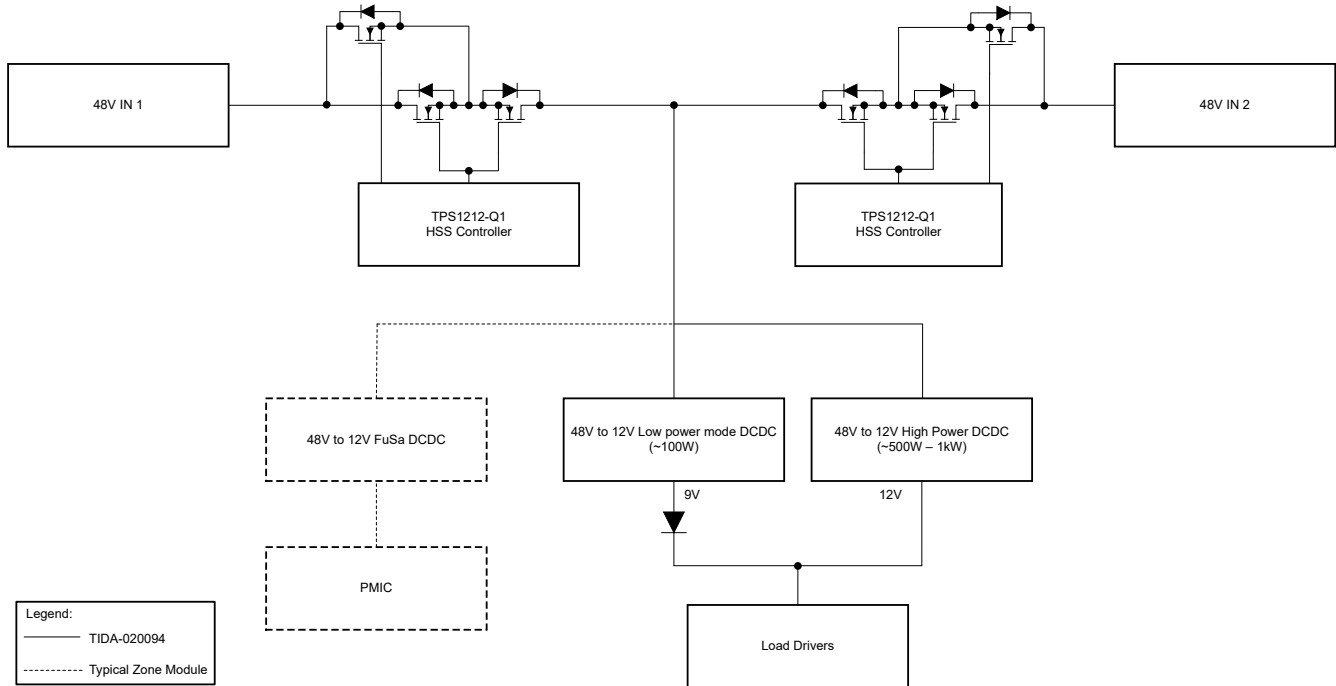 48V IN 1
48V IN 2
TPS1212-Q1
HSS Controller
TPS1212-Q1
HSS Controller
48V to 12V FuSa DCDC
48V to 12V Low power mode DCDC
(~100W)
48V to 12V High Power DCDC
(~500W – 1kW)
9V
12V
PMIC
Load Drivers
Legend:
TIDA-020094
Typical Zone Module